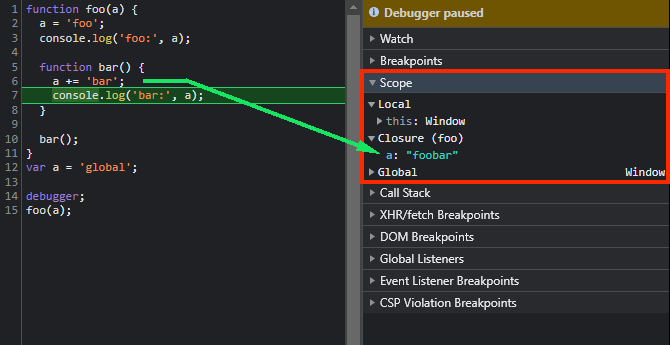 1 function foo(a) {
2   a = 'foo';
3   console.log('foo:', a);
4
5   function bar() {
6     a += 'bar';
7     console.log('bar:', a);
8   }
9
10   bar();
11 }
12 var a = 'global';
13
14 debugger;
15 foo(a);
Debugger paused
Watch
Breakpoints
Scope
Local
this: Window
Closure (foo)
a: "foobar"
Global Window
Call Stack
XHR/fetch Breakpoints
DOM Breakpoints
Global Listeners
Event Listener Breakpoints
CSP Violation Breakpoints